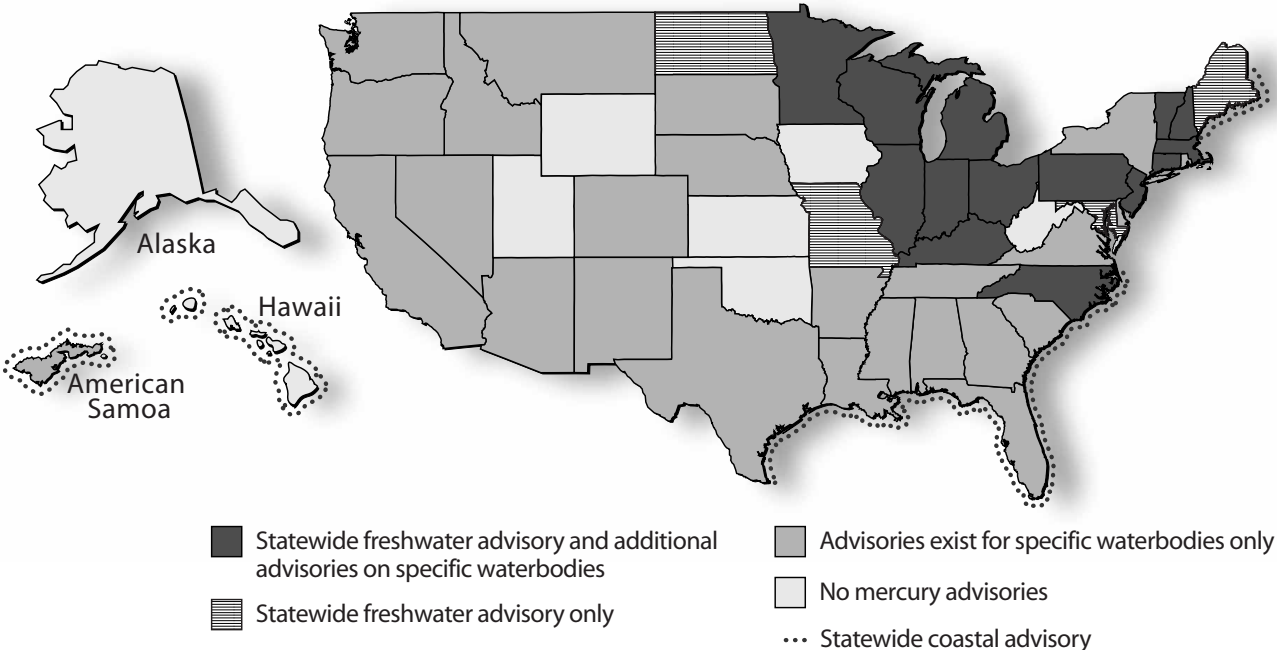 Alaska
Hawaii
American
Samoa
Statewide freshwater advisory and additional
advisories on specific waterbodies
Statewide freshwater advisory only
Advisories exist for specific waterbodies only
No mercury advisories
Statewide coastal advisory